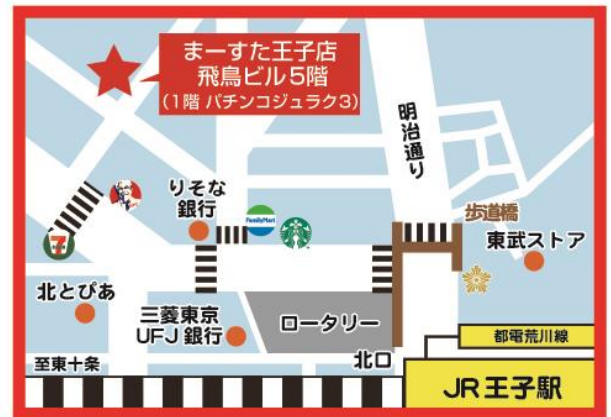 まーすた王子店
飛鳥ビル5階
(1階 パチンコジュラク3)
明治通り
りそな
銀行
FamilyMart
歩道橋
東武ストア
北とぴあ
三菱東京
UFJ銀行
ロータリー
都電荒川線
至東十条
北口
JR王子駅